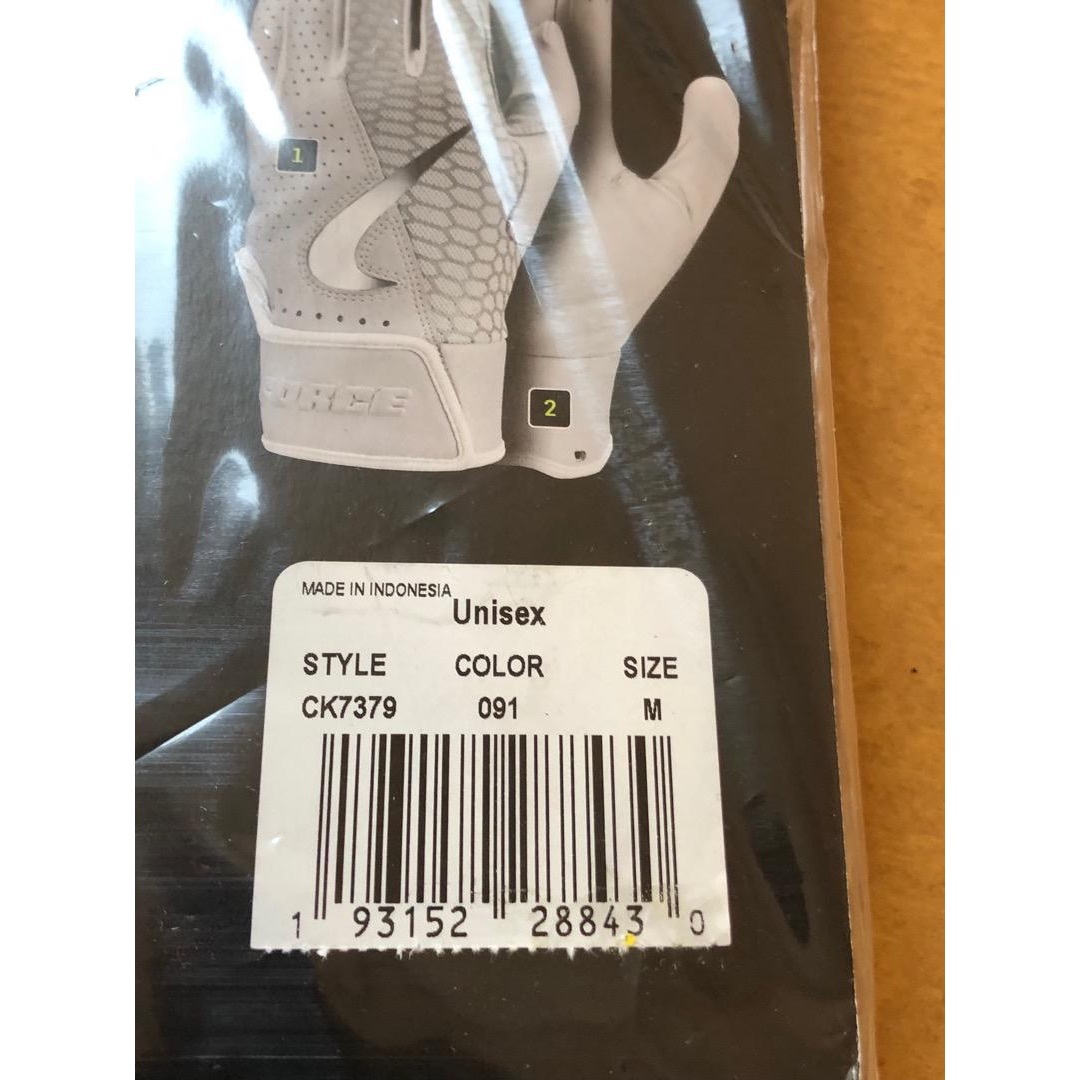 1
FORCE
2
MADE IN INDONESIA
Unisex
STYLE COLOR SIZE
CK7379 091 M
1 93152 28843 0